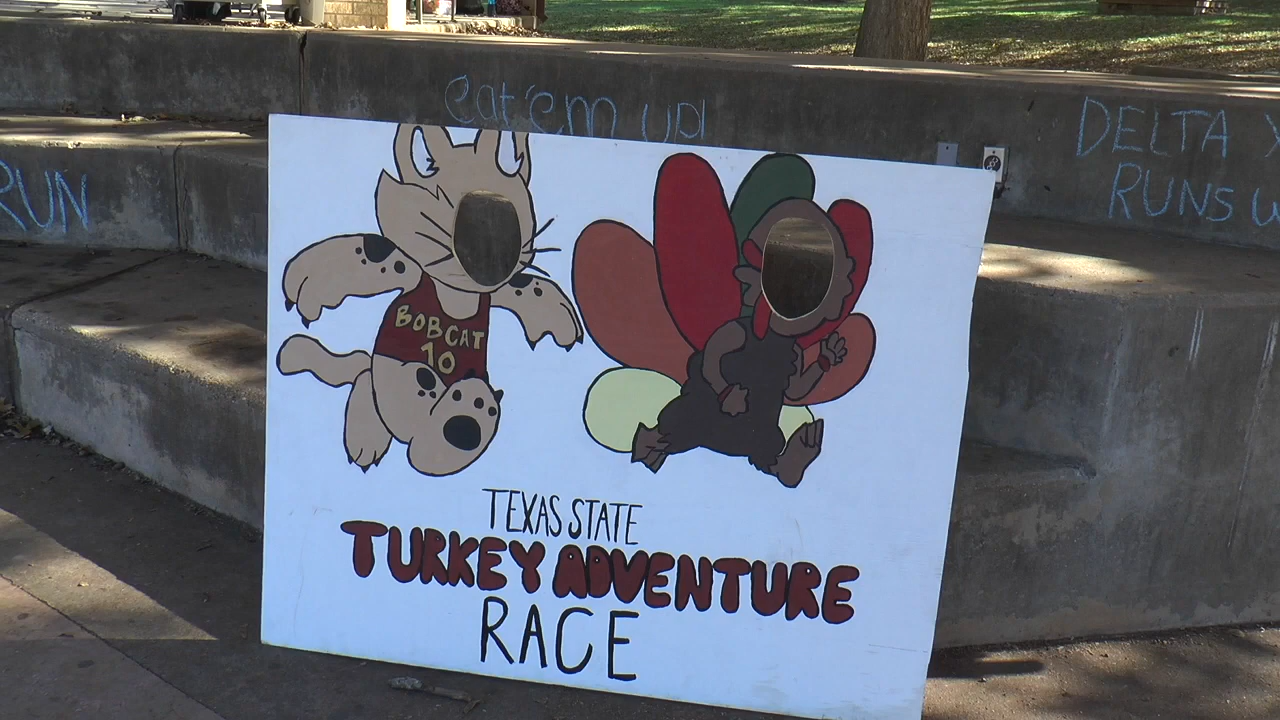 eat 'em up!
DELTA
RUNS
RUN
BOBCAT
10
TEXAS STATE
TURKEY ADVENTURE
RACE